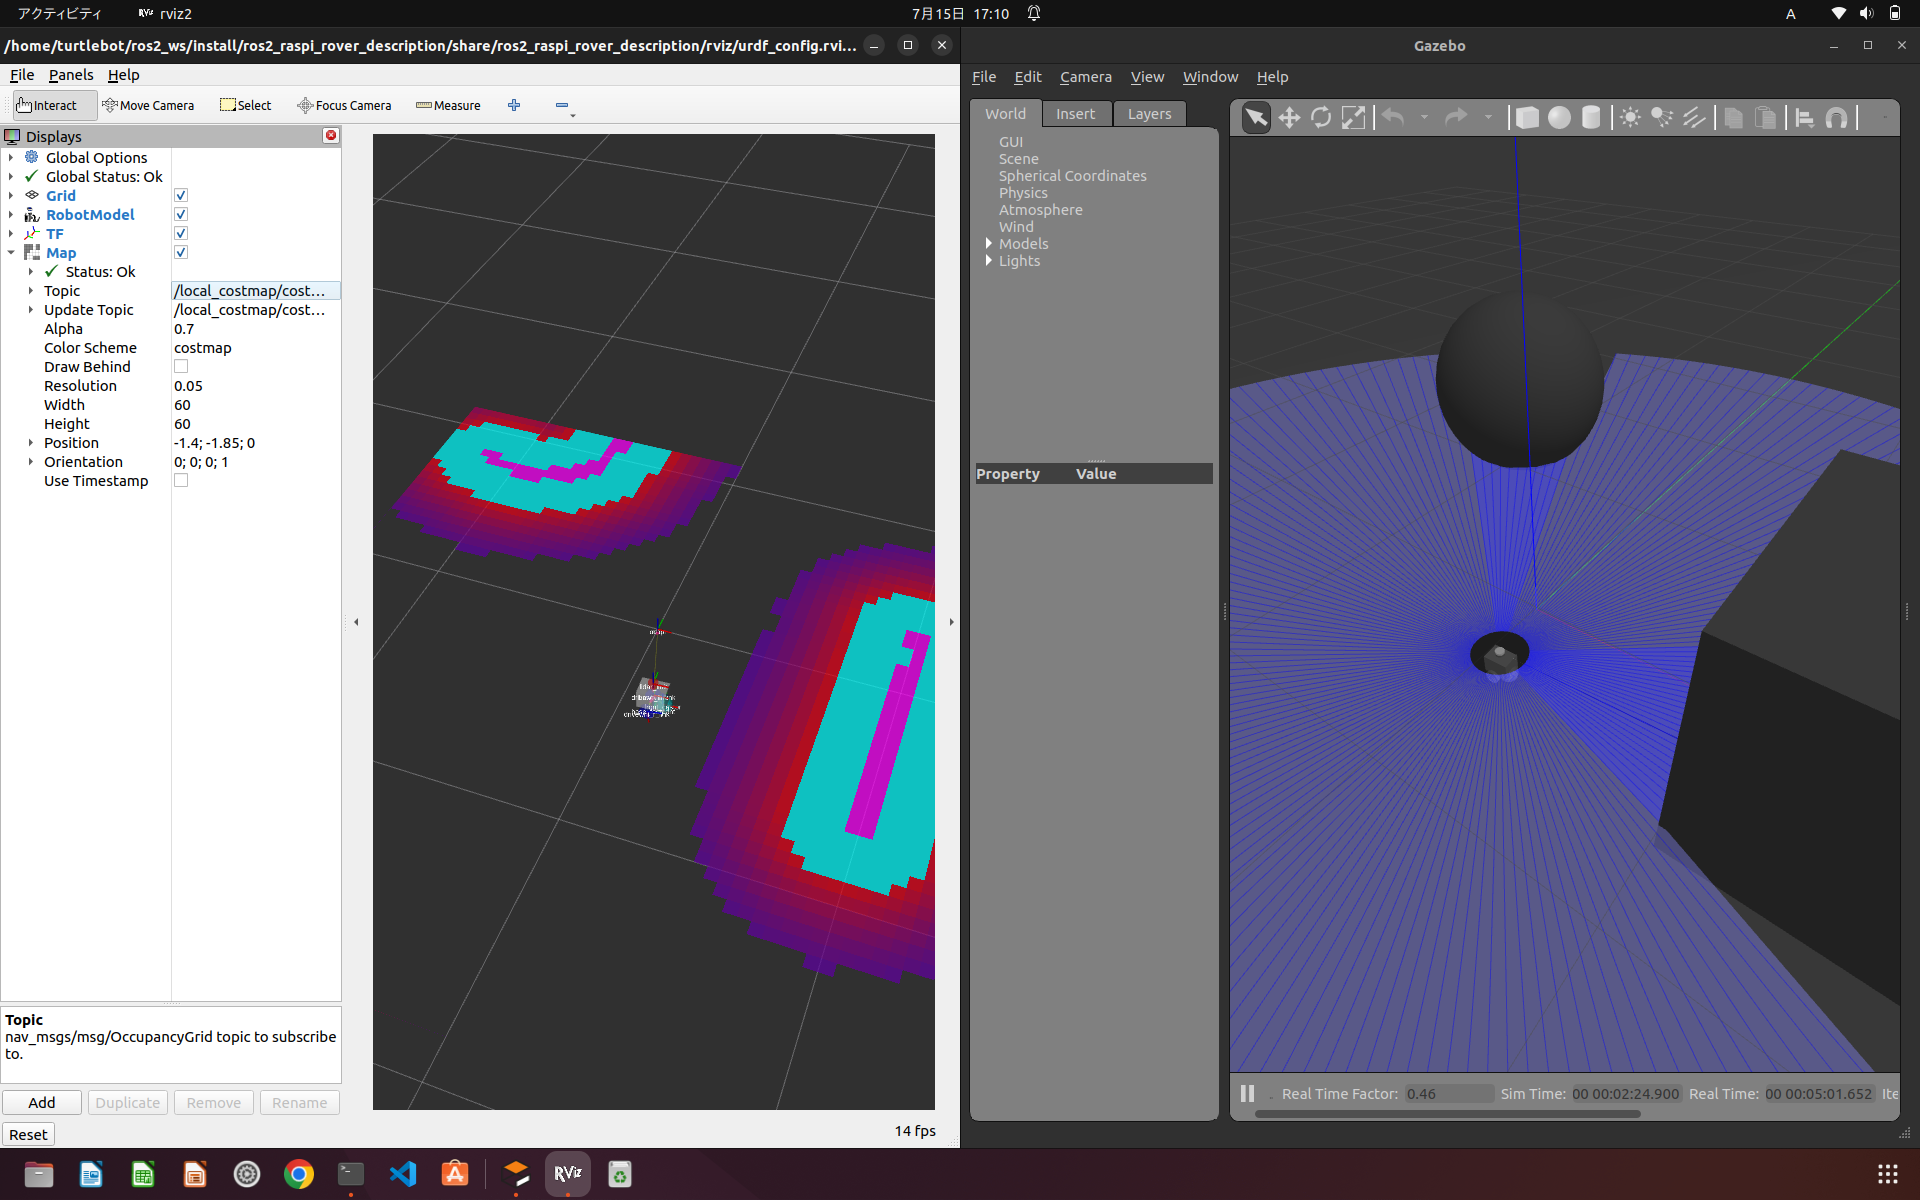 アクティビティ
rviz2
7月15日 17:10
A
/home/turtlebot/ros2_ws/install/ros2_raspi_rover_description/share/ros2_raspi_rover_description/rviz/urdf_config.rvi...
File Panels Help
Interact Move Camera Select Focus Camera Measure
Displays
Global Options
Global Status: Ok
Grid
RobotModel
TF
Map
Status: Ok
Topic /local_costmap/cost...
Update Topic /local_costmap/cost...
Alpha 0.7
Color Scheme costmap
Draw Behind
Resolution 0.05
Width 60
Height 60
Position -1.4; -1.85; 0
Orientation 0; 0; 0; 1
Use Timestamp
Topic
nav_msgs/msg/OccupancyGrid topic to subscribe
to.
Add Duplicate Remove Rename
Reset
14 fps
map
Gazebo
File Edit Camera View Window Help
World Insert Layers
GUI
Scene
Spherical Coordinates
Physics
Atmosphere
Wind
Models
Lights
Property Value
Real Time Factor: 0.46 Sim Time: 00 00:02:24.900 Real Time: 00 00:05:01.652 Ite
RViz